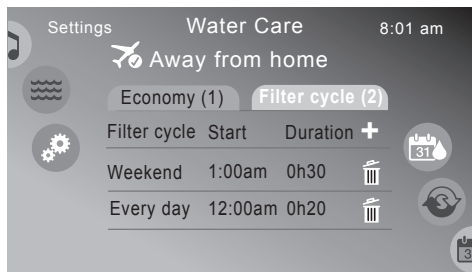 Settings Water Care 8:01 am
Away from home
Economy (1) Filter cycle (2)
Filter cycle Start Duration +
31
Weekend 1:00am 0h30
Every day 12:00am 0h20
3